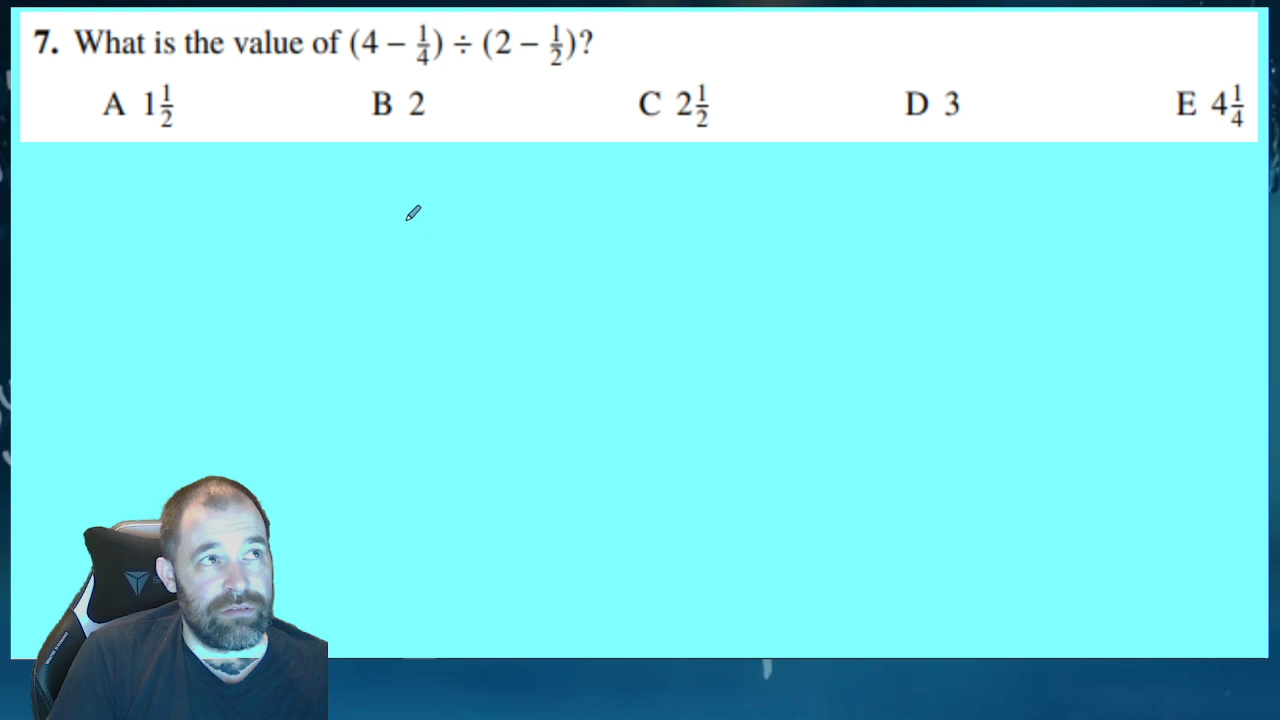 7. What is the value of (4 − 1/4) ÷ (2 − 1/2)?
A 1 1/2 B 2 C 2 1/2 D 3 E 4 1/4